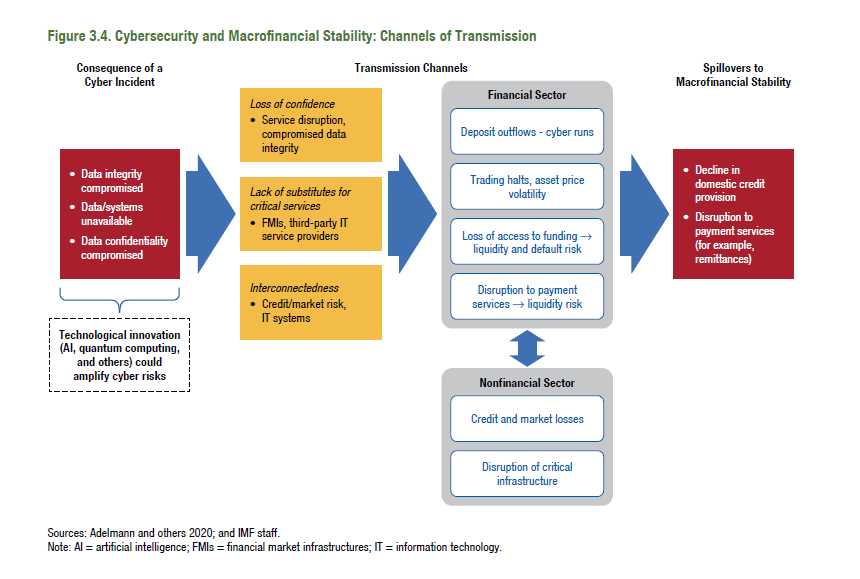 Figure 3.4. Cybersecurity and Macrofinancial Stability: Channels of Transmission
Consequence of a
Cyber Incident
Transmission Channels
Spillovers to
Macrofinancial Stability
• Data integrity
compromised
• Data/systems
unavailable
• Data confidentiality
compromised
Technological innovation
(AI, quantum computing,
and others) could
amplify cyber risks
Loss of confidence
• Service disruption,
compromised data
integrity
Lack of substitutes for
critical services
• FMIs, third-party IT
service providers
Interconnectedness
• Credit/market risk,
IT systems
Financial Sector
Deposit outflows - cyber runs
Trading halts, asset price
volatility
Loss of access to funding →
liquidity and default risk
Disruption to payment
services → liquidity risk
Nonfinancial Sector
Credit and market losses
Disruption of critical
infrastructure
• Decline in
domestic credit
provision
• Disruption to
payment services
(for example,
remittances)
Sources: Adelmann and others 2020; and IMF staff.
Note: AI = artificial intelligence; FMIs = financial market infrastructures; IT = information technology.